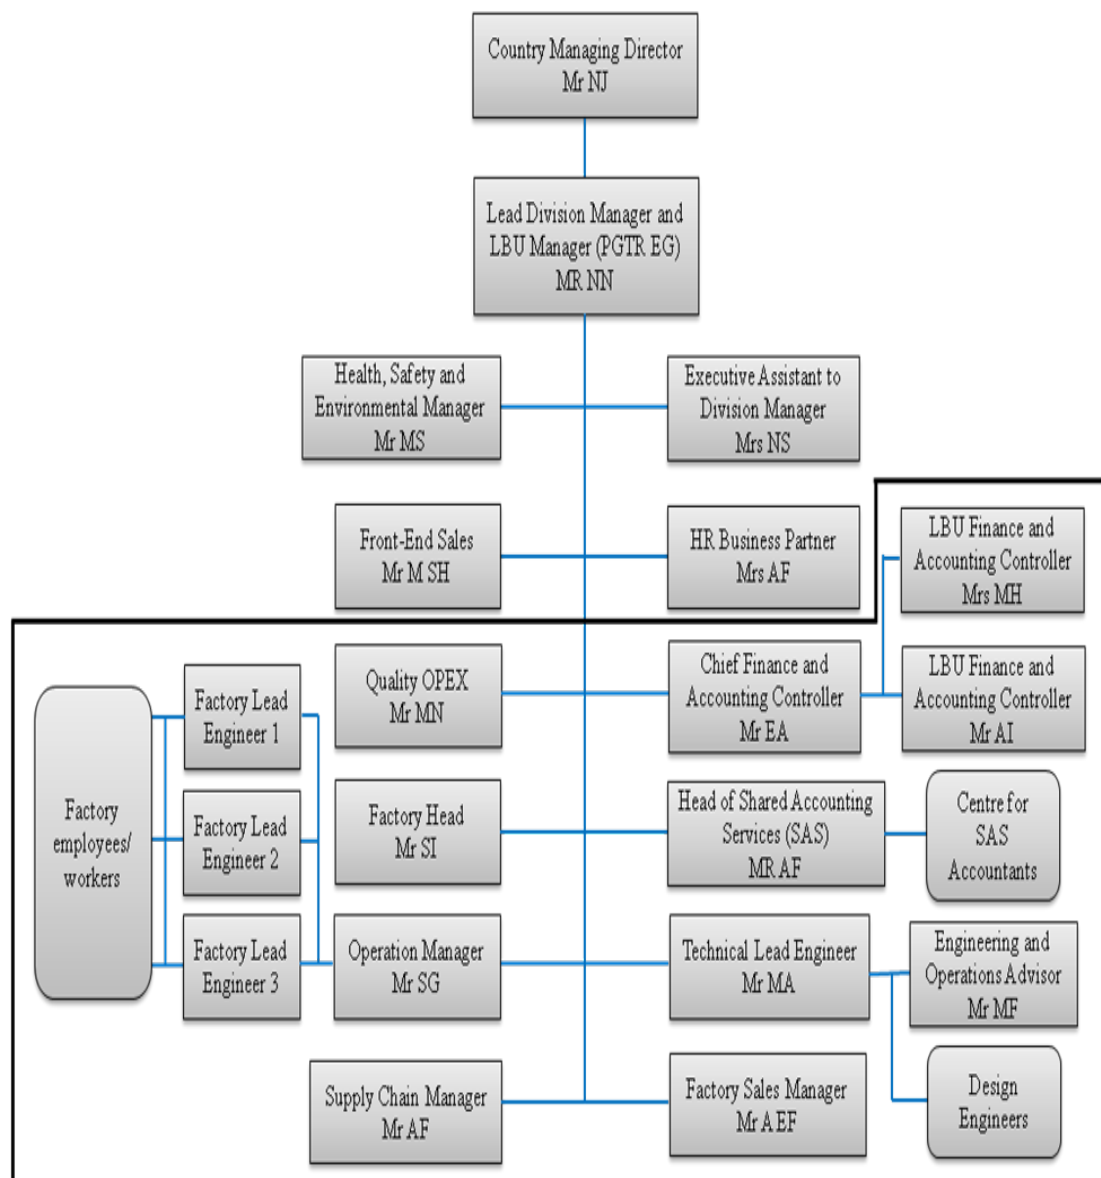 Country Managing Director
Mr NJ
Lead Division Manager and
LBU Manager (PGTR EG)
MR NN
Health, Safety and
Environmental Manager
Mr MS
Executive Assistant to
Division Manager
Mrs NS
Front-End Sales
Mr M SH
HR Business Partner
Mrs AF
LBU Finance and
Accounting Controller
Mrs MH
Quality OPEX
Mr MN
Chief Finance and
Accounting Controller
Mr EA
LBU Finance and
Accounting Controller
Mr AI
Factory
employees/
workers
Factory Lead
Engineer 1
Factory Lead
Engineer 2
Factory Lead
Engineer 3
Factory Head
Mr SI
Head of Shared Accounting
Services (SAS)
MR AF
Centre for
SAS
Accountants
Operation Manager
Mr SG
Technical Lead Engineer
Mr MA
Engineering and
Operations Advisor
Mr MF
Supply Chain Manager
Mr AF
Factory Sales Manager
Mr A EF
Design
Engineers